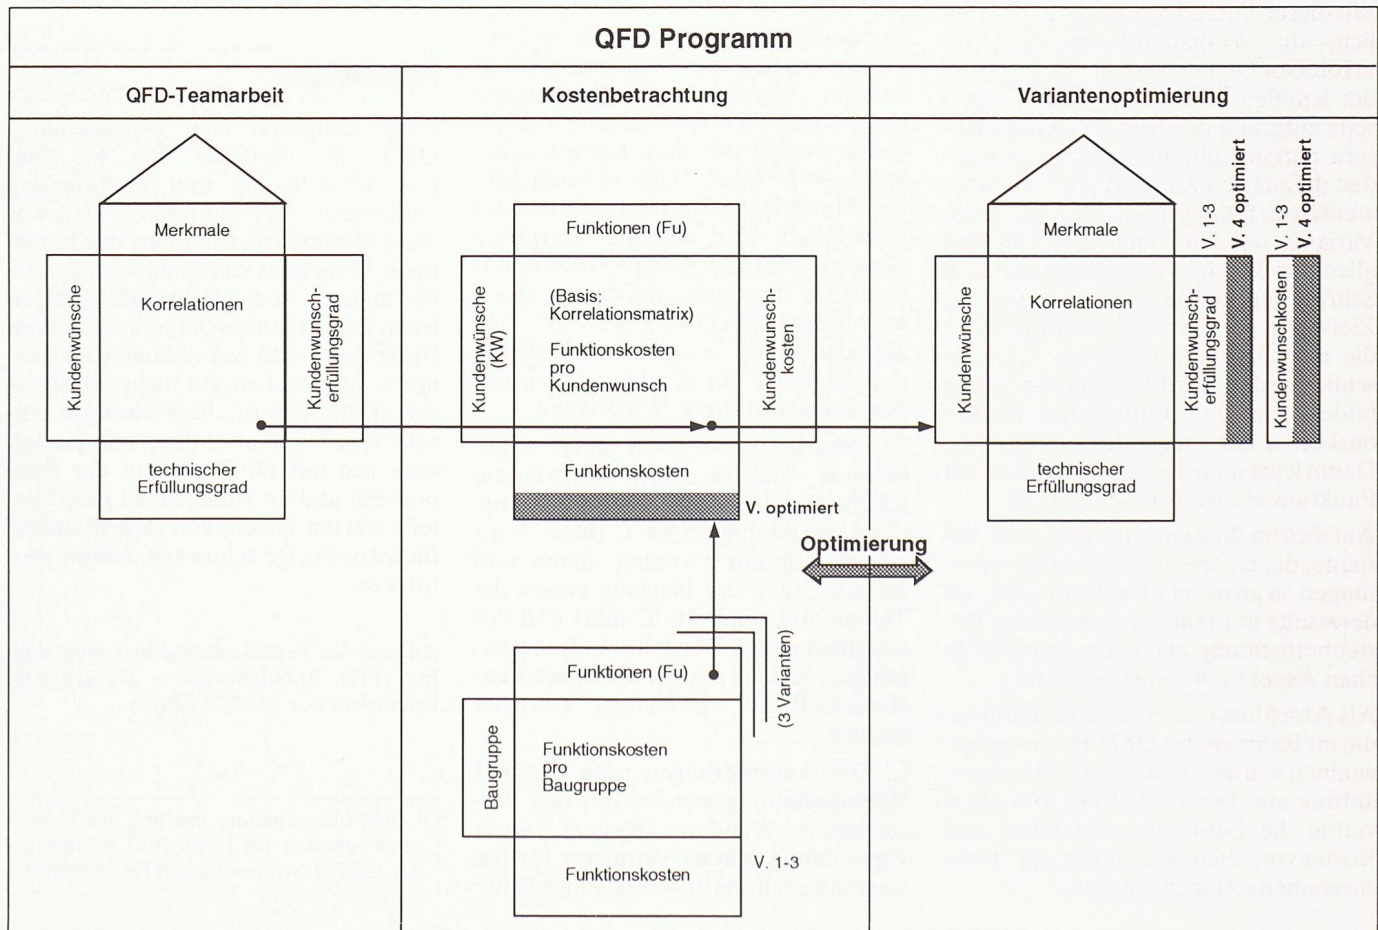 QFD Programm
QFD-Teamarbeit
Kostenbetrachtung
Variantenoptimierung
Merkmale
Kundenwünsche
Korrelationen
Kundenwunsch-
erfüllungsgrad
technischer
Erfüllungsgrad
Funktionen (Fu)
Kundenwünsche
(KW)
(Basis:
Korrelationsmatrix)
Funktionskosten
pro
Kundenwunsch
Kundenwunsch-
kosten
Funktionskosten
V. optimiert
Optimierung
Funktionen (Fu)
(3 Varianten)
Baugruppe
Funktionskosten
pro
Baugruppe
V. 1-3
Funktionskosten
Merkmale
Kundenwünsche
Korrelationen
Kundenwunsch-
erfüllungsgrad
V. 1-3
V. 4 optimiert
Kundenwunschkosten
V. 1-3
V. 4 optimiert
technischer
Erfüllungsgrad